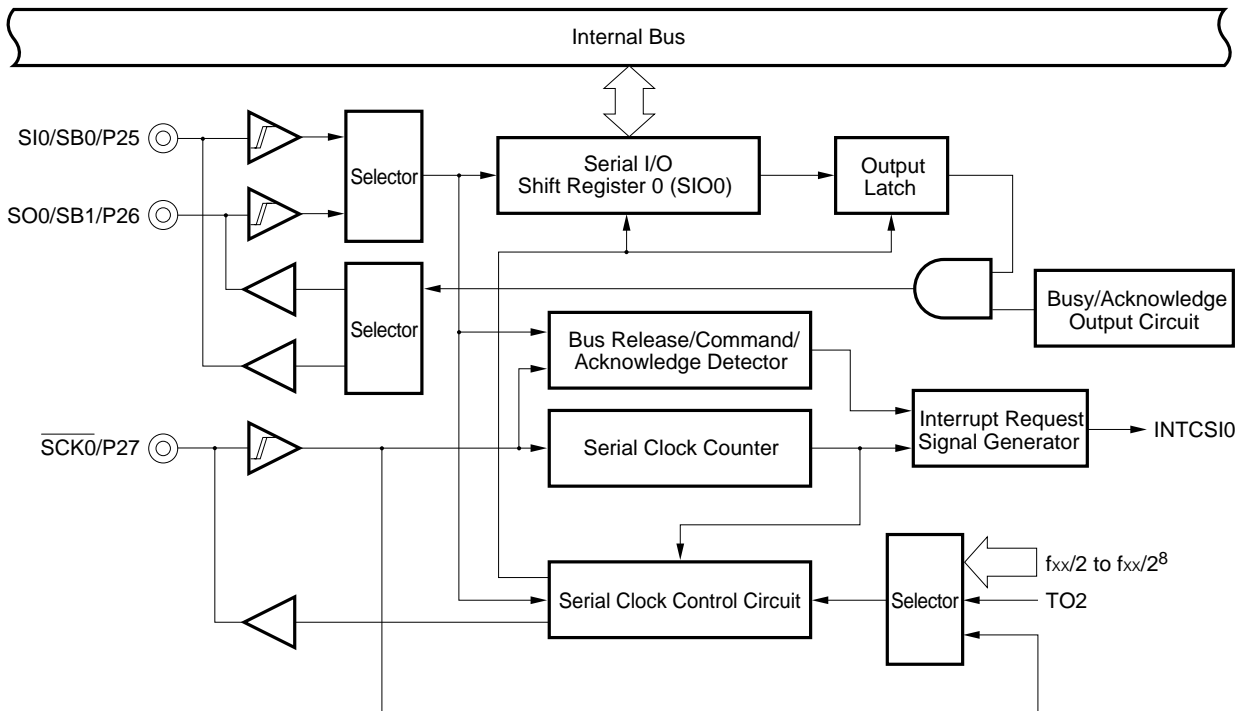 Internal Bus
SI0/SB0/P25
Selector
Serial I/O
Shift Register 0 (SIO0)
Output
Latch
SO0/SB1/P26
Selector
Busy/Acknowledge
Output Circuit
Bus Release/Command/
Acknowledge Detector
SCK0/P27
Serial Clock Counter
Interrupt Request
Signal Generator
INTCSI0
Serial Clock Control Circuit
Selector
fxx/2 to fxx/2⁸
TO2